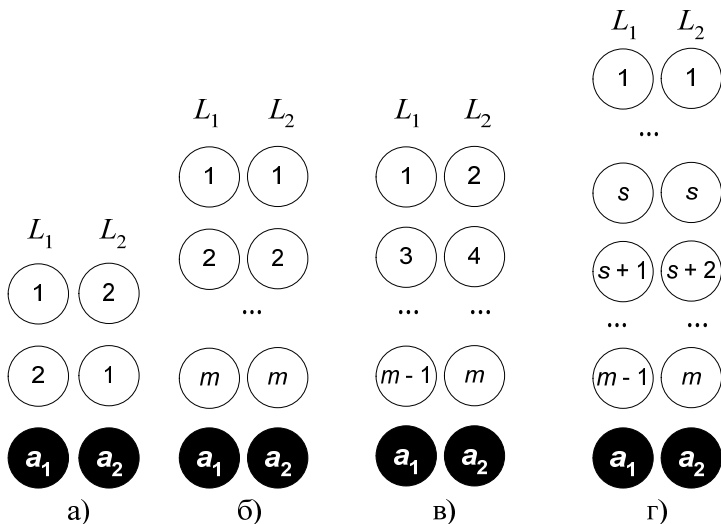 L₁ L₂
1 1
...
L₁ L₂ L₁ L₂
1 1 1 2
s s
L₁ L₂
2 2 3 4
s + 1 s + 2
1 2
... ... ... ... ...
2 1
m m
m - 1 m
m - 1 m
a₁ a₂ a₁ a₂ a₁ a₂ a₁ a₂
а) б) в) г)